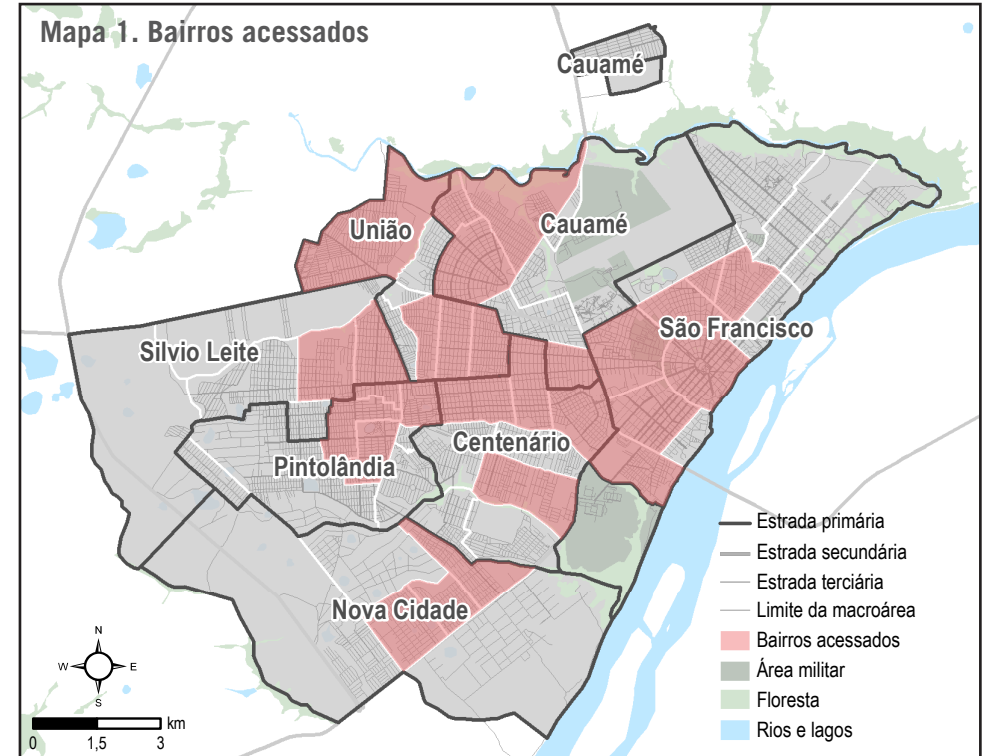 Mapa 1. Bairros acessados
Cauamé
União
Cauamé
São Francisco
Silvio Leite
Centenário
Pintolândia
Nova Cidade
Estrada primária
Estrada secundária
Estrada terciária
Limite da macroárea
Bairros acessados
Área militar
Floresta
Rios e lagos
N
W E
S
km
0 1,5 3